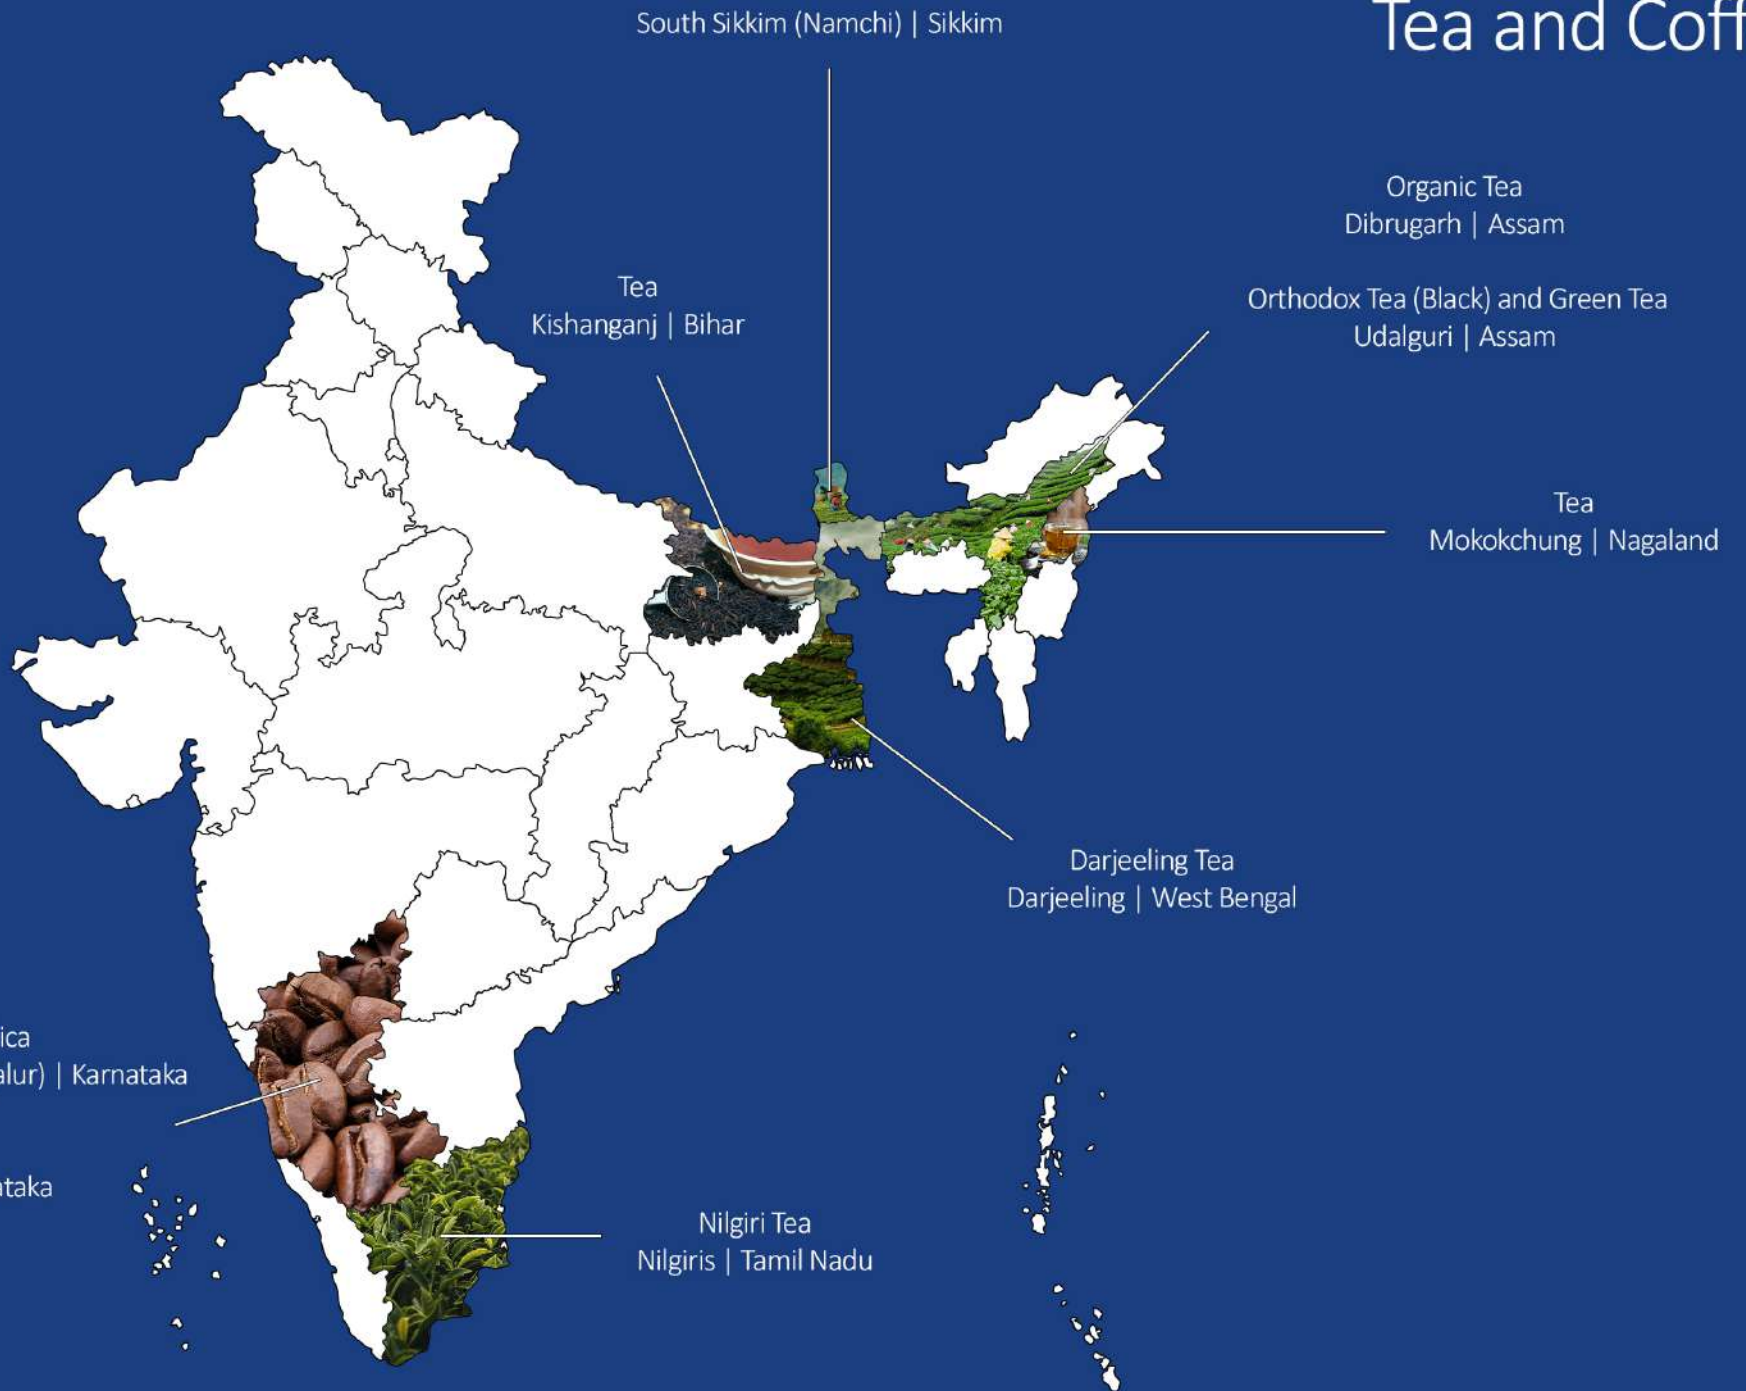 South Sikkim (Namchi) | Sikkim
Tea and Coff
Organic Tea
Dibrugarh | Assam
Tea
Kishanganj | Bihar
Orthodox Tea (Black) and Green Tea
Udalguri | Assam
Tea
Mokokchung | Nagaland
Darjeeling Tea
Darjeeling | West Bengal
ica
alur) | Karnataka
ataka
Nilgiri Tea
Nilgiris | Tamil Nadu